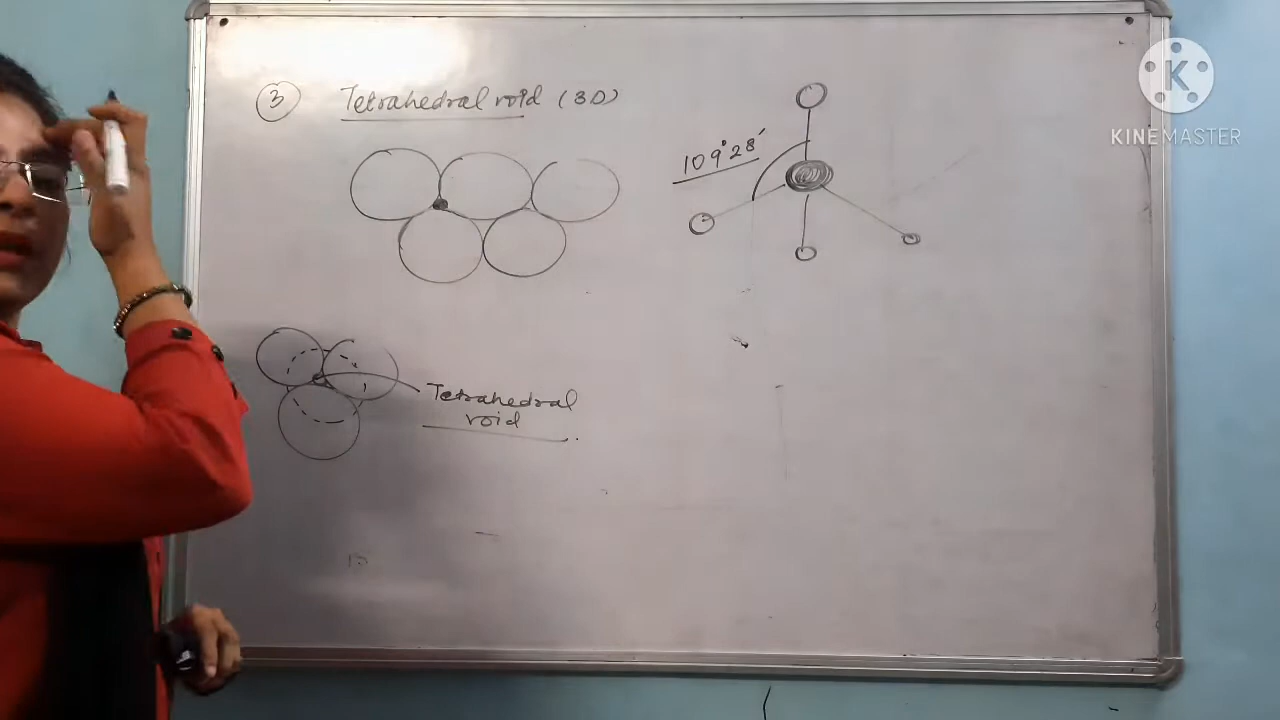 3 Tetrahedral void (3D)
109°28′
Tetrahedral
void
KINEMASTER